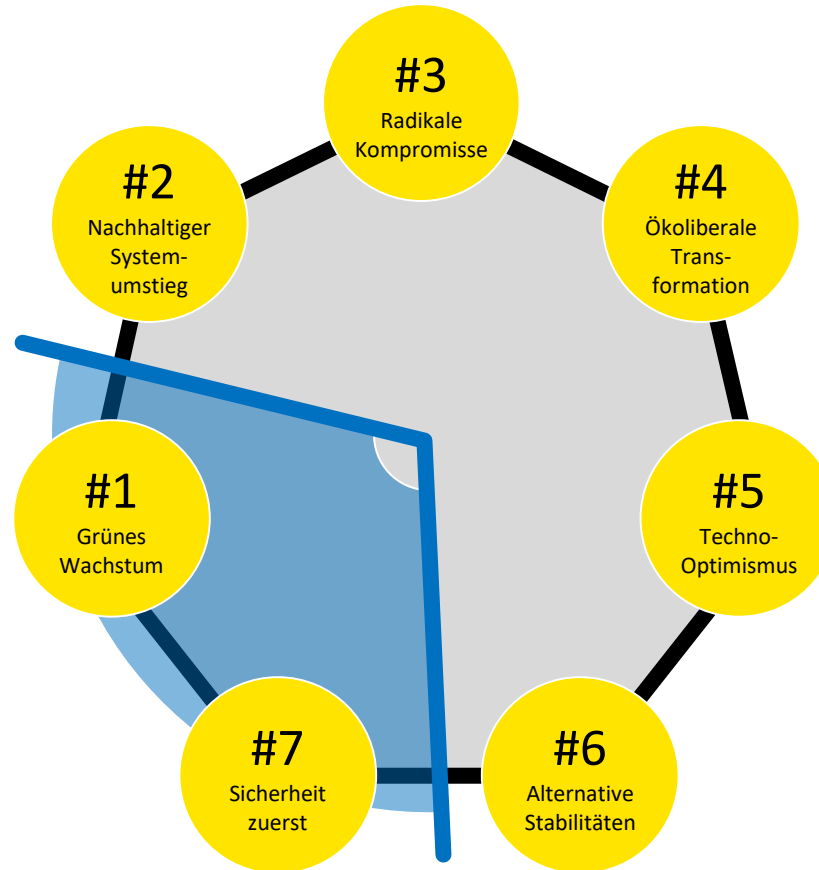 #3
Radikale
Kompromisse
#2
Nachhaltiger
System-
umstieg
#4
Ökoliberale
Trans-
formation
#1
Grünes
Wachstum
#5
Techno-
Optimismus
#7
Sicherheit
zuerst
#6
Alternative
Stabilitäten